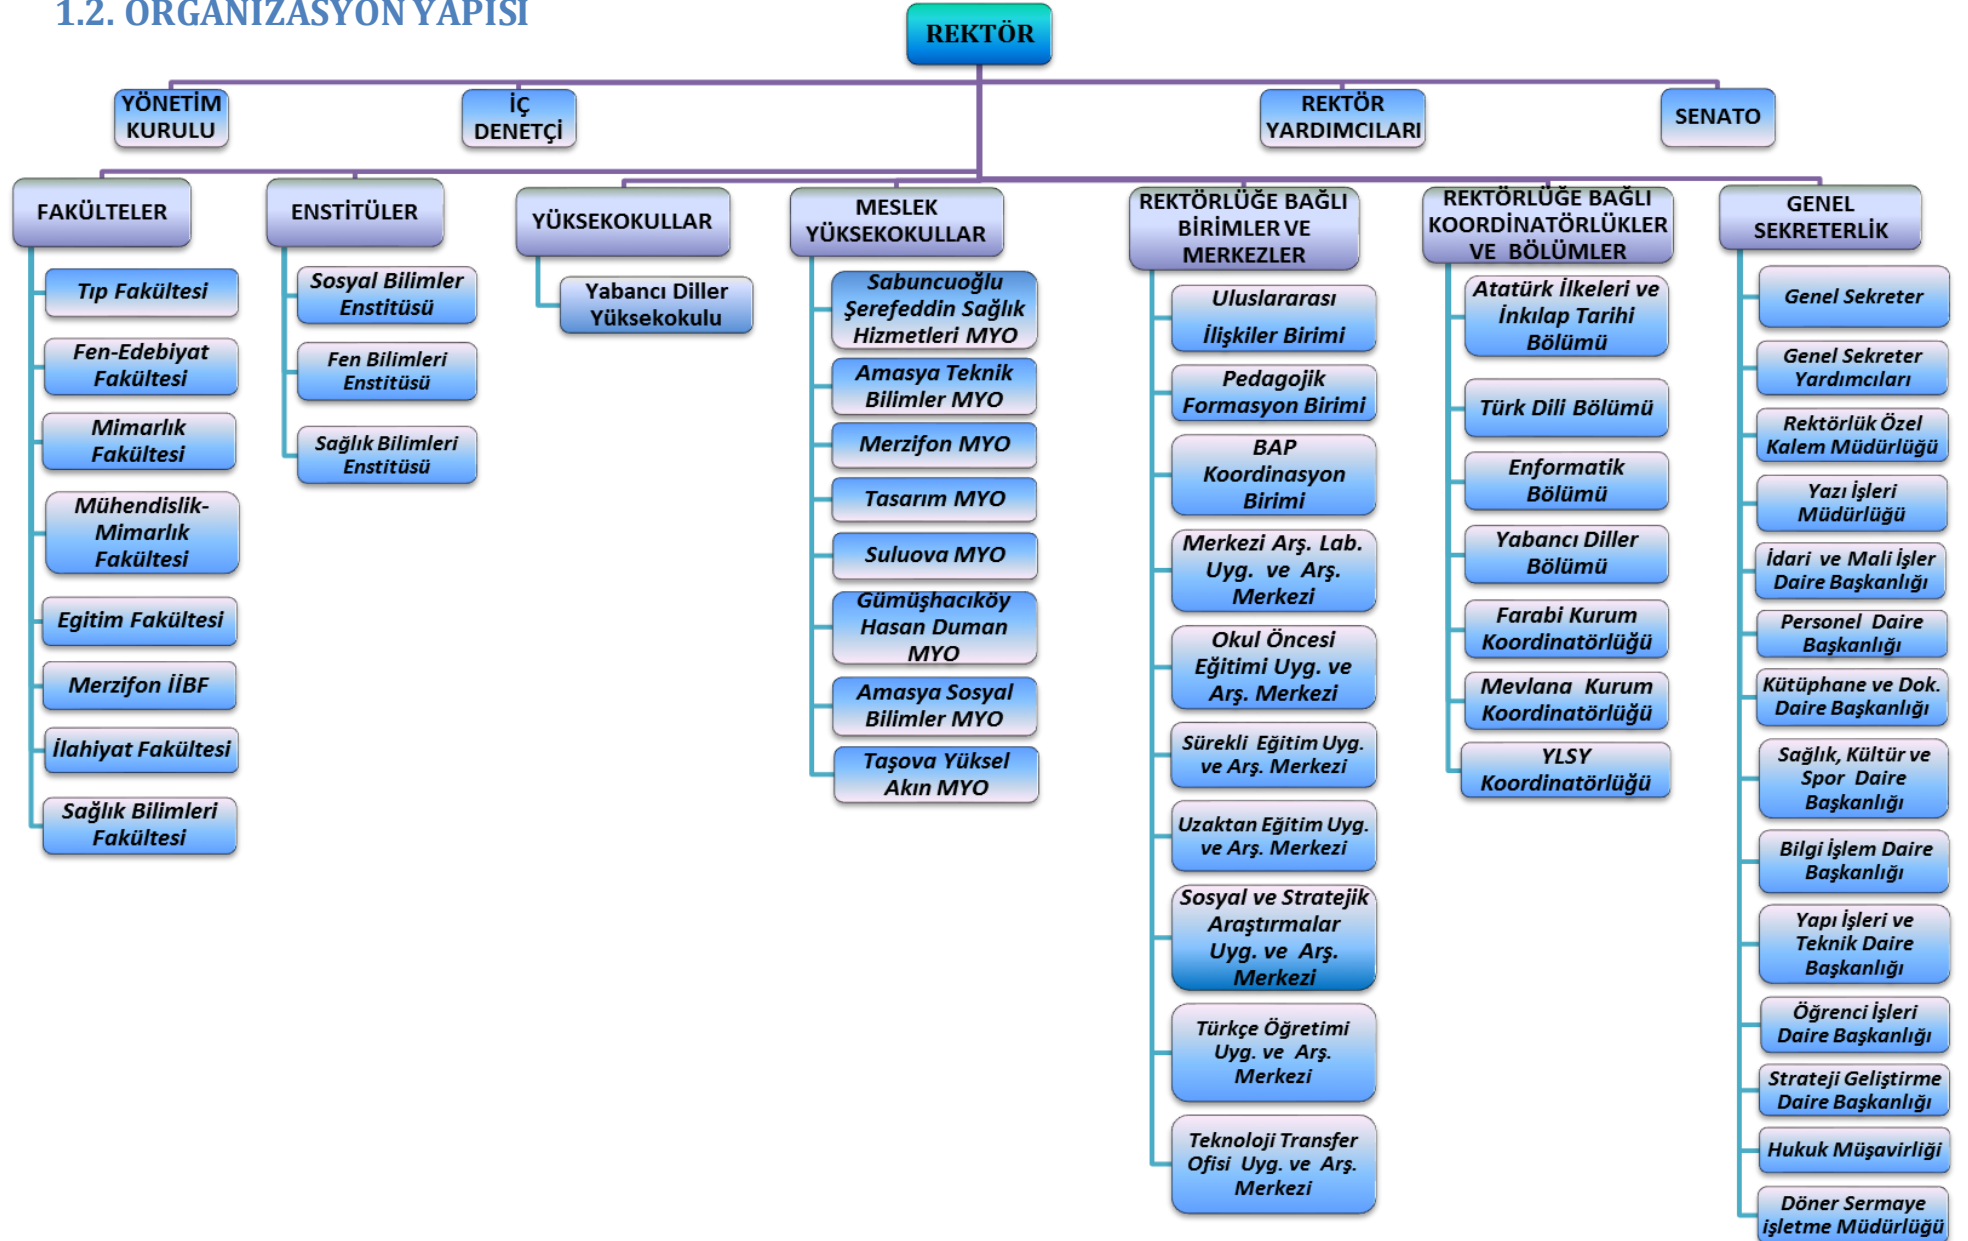 1.2. ORGANİZASYON YAPISI
REKTÖR
YÖNETİM
KURULU
İÇ
DENETÇİ
REKTÖR
YARDIMCILARI
SENATO
FAKÜLTELER
Tıp Fakültesi
Fen-Edebiyat
Fakültesi
Mimarlık
Fakültesi
Mühendislik-
Mimarlık
Fakültesi
Egitim Fakültesi
Merzifon İİBF
İlahiyat Fakültesi
Sağlık Bilimleri
Fakültesi
ENSTİTÜLER
Sosyal Bilimler
Enstitüsü
Fen Bilimleri
Enstitüsü
Sağlık Bilimleri
Enstitüsü
YÜKSEKOKULLAR
Yabancı Diller
Yüksekokulu
MESLEK
YÜKSEKOKULLAR
Sabuncuoğlu
Şerefeddin Sağlık
Hizmetleri MYO
Amasya Teknik
Bilimler MYO
Merzifon MYO
Tasarım MYO
Suluova MYO
Gümüşhacıköy
Hasan Duman
MYO
Amasya Sosyal
Bilimler MYO
Taşova Yüksel
Akın MYO
REKTÖRLÜĞE BAĞLI
BİRİMLER VE
MERKEZLER
Uluslararası
İlişkiler Birimi
Pedagojik
Formasyon Birimi
BAP
Koordinasyon
Birimi
Merkezi Arş. Lab.
Uyg. ve Arş.
Merkezi
Okul Öncesi
Eğitimi Uyg. ve
Arş. Merkezi
Sürekli Eğitim Uyg.
ve Arş. Merkezi
Uzaktan Eğitim Uyg.
ve Arş. Merkezi
Sosyal ve Stratejik
Araştırmalar
Uyg. ve Arş.
Merkezi
Türkçe Öğretimi
Uyg. ve Arş.
Merkezi
Teknoloji Transfer
Ofisi Uyg. ve Arş.
Merkezi
REKTÖRLÜĞE BAĞLI
KOORDİNATÖRLÜKLER
VE BÖLÜMLER
Atatürk İlkeleri ve
İnkılap Tarihi
Bölümü
Türk Dili Bölümü
Enformatik
Bölümü
Yabancı Diller
Bölümü
Farabi Kurum
Koordinatörlüğü
Mevlana Kurum
Koordinatörlüğü
YLSY
Koordinatörlüğü
GENEL
SEKRETERLİK
Genel Sekreter
Genel Sekreter
Yardımcıları
Rektörlük Özel
Kalem Müdürlüğü
Yazı İşleri
Müdürlüğü
İdari ve Mali İşler
Daire Başkanlığı
Personel Daire
Başkanlığı
Kütüphane ve Dok.
Daire Başkanlığı
Sağlık, Kültür ve
Spor Daire
Başkanlığı
Bilgi İşlem Daire
Başkanlığı
Yapı İşleri ve
Teknik Daire
Başkanlığı
Öğrenci İşleri
Daire Başkanlığı
Strateji Geliştirme
Daire Başkanlığı
Hukuk Müşavirliği
Döner Sermaye
işletme Müdürlüğü